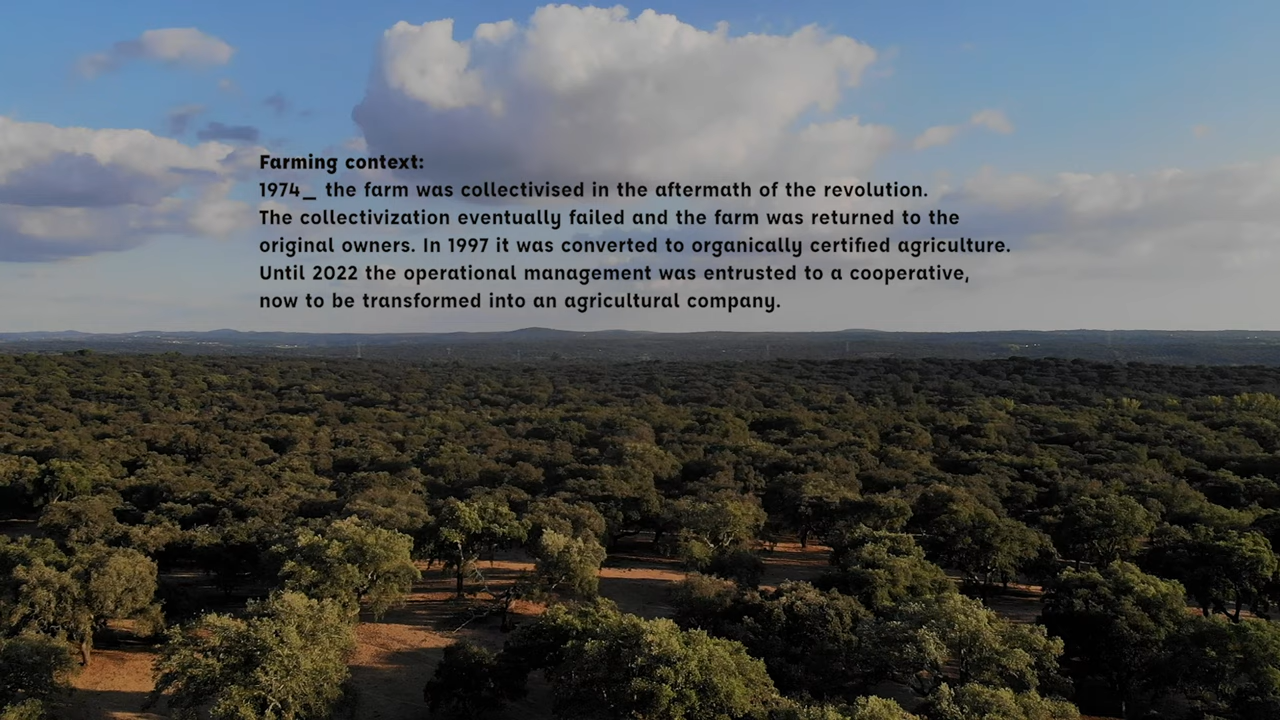 Farming context:
1974_ the farm was collectivised in the aftermath of the revolution.
The collectivization eventually failed and the farm was returned to the
original owners. In 1997 it was converted to organically certified agriculture.
Until 2022 the operational management was entrusted to a cooperative,
now to be transformed into an agricultural company.